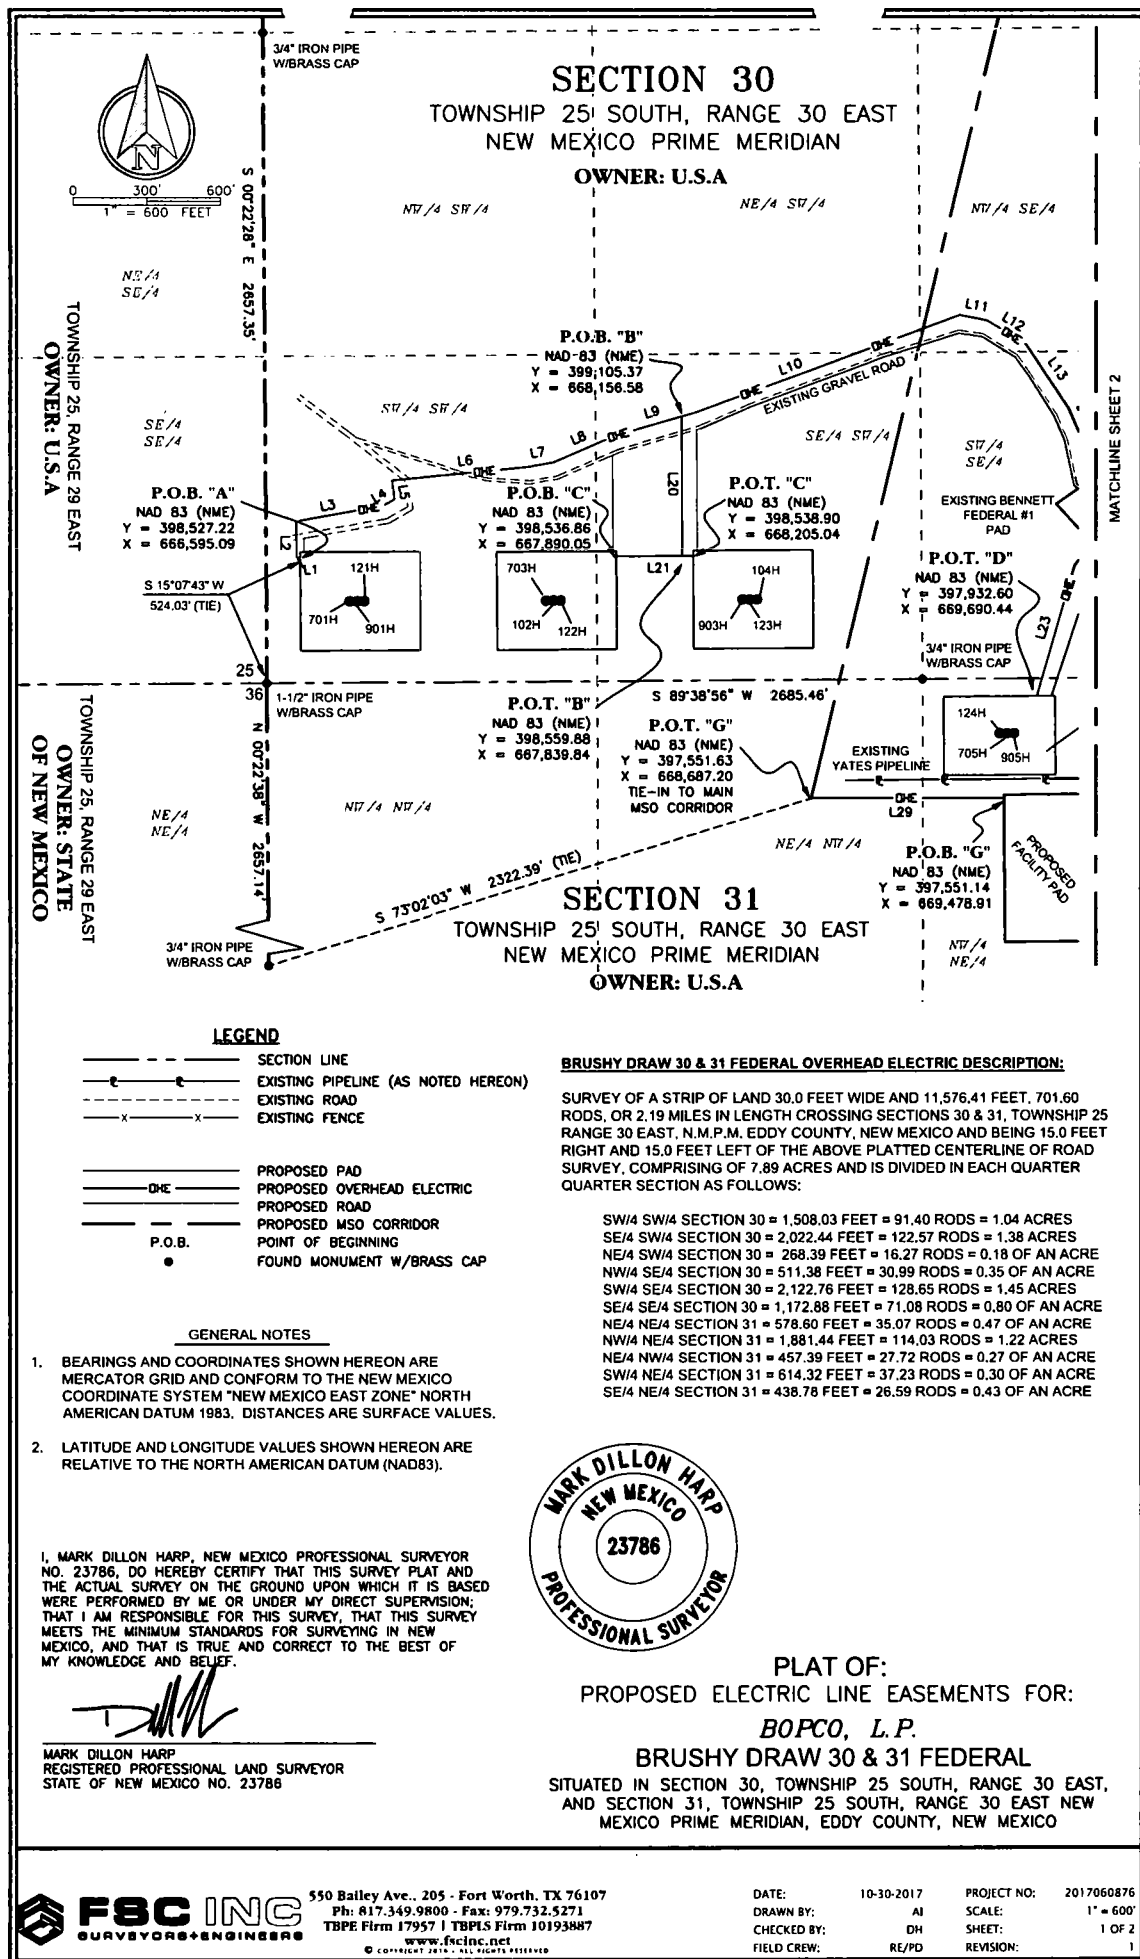 3/4" IRON PIPE
W/BRASS CAP
SECTION 30
TOWNSHIP 25 SOUTH, RANGE 30 EAST
NEW MEXICO PRIME MERIDIAN
OWNER: U.S.A
N
0 300' 600'
1" = 600 FEET
S 00°22'28" E 2657.35'
NW/4 SW/4
NE/4 SW/4
NW/4 SE/4
NE/4
SE/4
TOWNSHIP 25, RANGE 29 EAST
OWNER: U.S.A
MATCHLINE SHEET 2
L11
L12
OHE
L13
P.O.B. "B"
NAD-83 (NME)
Y = 399,105.37
X = 668,156.58
OHE
L10
OHE
EXISTING GRAVEL ROAD
SW/4 SW/4
SE/4
SE/4
L9
OHE
L8
L7
L6
OHE
SE/4 SW/4
SW/4
SE/4
P.O.B. "A"
NAD 83 (NME)
Y = 398,527.22
X = 666,595.09
L3
OHE
L4
L5
L2
L1
P.O.B. "C"
NAD 83 (NME)
Y = 398,536.86
X = 667,890.05
L20
P.O.T. "C"
NAD 83 (NME)
Y = 398,538.90
X = 668,205.04
EXISTING BENNETT
FEDERAL #1
PAD
P.O.T. "D"
NAD 83 (NME)
Y = 397,932.60
X = 669,690.44
S 15°07'43" W
524.03' (TIE)
121H
701H
901H
703H
102H
122H
L21
104H
903H
123H
OHE
L23
3/4" IRON PIPE
W/BRASS CAP
25
36
1-1/2" IRON PIPE
W/BRASS CAP
S 89°38'56" W 2685.46'
P.O.T. "B"
NAD 83 (NME)
Y = 398,559.88
X = 667,839.84
P.O.T. "G"
NAD 83 (NME)
Y = 397,551.63
X = 668,687.20
TIE-IN TO MAIN
MSO CORRIDOR
124H
705H
905H
EXISTING
YATES PIPELINE
TOWNSHIP 25, RANGE 29 EAST
OWNER: STATE
OF NEW MEXICO
N 00°22'38" W 2657.14'
NE/4
NE/4
NW/4 NW/4
OHE
L29
NE/4 NW/4
P.O.B. "G"
NAD 83 (NME)
Y = 397,551.14
X = 669,478.91
PROPOSED
FACILITY PAD
S 73°02'03" W 2322.39' (TIE)
SECTION 31
TOWNSHIP 25 SOUTH, RANGE 30 EAST
NEW MEXICO PRIME MERIDIAN
OWNER: U.S.A
3/4" IRON PIPE
W/BRASS CAP
NW/4
NE/4
LEGEND
SECTION LINE
EXISTING PIPELINE (AS NOTED HEREON)
EXISTING ROAD
x x EXISTING FENCE
PROPOSED PAD
OHE PROPOSED OVERHEAD ELECTRIC
PROPOSED ROAD
PROPOSED MSO CORRIDOR
P.O.B. POINT OF BEGINNING
FOUND MONUMENT W/BRASS CAP
GENERAL NOTES
1. BEARINGS AND COORDINATES SHOWN HEREON ARE
MERCATOR GRID AND CONFORM TO THE NEW MEXICO
COORDINATE SYSTEM "NEW MEXICO EAST ZONE" NORTH
AMERICAN DATUM 1983. DISTANCES ARE SURFACE VALUES.
2. LATITUDE AND LONGITUDE VALUES SHOWN HEREON ARE
RELATIVE TO THE NORTH AMERICAN DATUM (NAD83).
BRUSHY DRAW 30 & 31 FEDERAL OVERHEAD ELECTRIC DESCRIPTION:
SURVEY OF A STRIP OF LAND 30.0 FEET WIDE AND 11,576.41 FEET, 701.60
RODS, OR 2.19 MILES IN LENGTH CROSSING SECTIONS 30 & 31, TOWNSHIP 25
RANGE 30 EAST, N.M.P.M. EDDY COUNTY, NEW MEXICO AND BEING 15.0 FEET
RIGHT AND 15.0 FEET LEFT OF THE ABOVE PLATTED CENTERLINE OF ROAD
SURVEY, COMPRISING OF 7.89 ACRES AND IS DIVIDED IN EACH QUARTER
QUARTER SECTION AS FOLLOWS:
SW/4 SW/4 SECTION 30 = 1,508.03 FEET = 91.40 RODS = 1.04 ACRES
SE/4 SW/4 SECTION 30 = 2,022.44 FEET = 122.57 RODS = 1.38 ACRES
NE/4 SW/4 SECTION 30 = 268.39 FEET = 16.27 RODS = 0.18 OF AN ACRE
NW/4 SE/4 SECTION 30 = 511.38 FEET = 30.99 RODS = 0.35 OF AN ACRE
SW/4 SE/4 SECTION 30 = 2,122.76 FEET = 128.65 RODS = 1.45 ACRES
SE/4 SE/4 SECTION 30 = 1,172.88 FEET = 71.08 RODS = 0.80 OF AN ACRE
NE/4 NE/4 SECTION 31 = 578.60 FEET = 35.07 RODS = 0.47 OF AN ACRE
NW/4 NE/4 SECTION 31 = 1,881.44 FEET = 114.03 RODS = 1.22 ACRES
NE/4 NW/4 SECTION 31 = 457.39 FEET = 27.72 RODS = 0.27 OF AN ACRE
SW/4 NE/4 SECTION 31 = 614.32 FEET = 37.23 RODS = 0.30 OF AN ACRE
SE/4 NE/4 SECTION 31 = 438.78 FEET = 26.59 RODS = 0.43 OF AN ACRE
MARK DILLON HARP
NEW MEXICO
23786
PROFESSIONAL SURVEYOR
I, MARK DILLON HARP, NEW MEXICO PROFESSIONAL SURVEYOR
NO. 23786, DO HEREBY CERTIFY THAT THIS SURVEY PLAT AND
THE ACTUAL SURVEY ON THE GROUND UPON WHICH IT IS BASED
WERE PERFORMED BY ME OR UNDER MY DIRECT SUPERVISION;
THAT I AM RESPONSIBLE FOR THIS SURVEY, THAT THIS SURVEY
MEETS THE MINIMUM STANDARDS FOR SURVEYING IN NEW
MEXICO, AND THAT IS TRUE AND CORRECT TO THE BEST OF
MY KNOWLEDGE AND BELIEF.
MARK DILLON HARP
REGISTERED PROFESSIONAL LAND SURVEYOR
STATE OF NEW MEXICO NO. 23786
PLAT OF:
PROPOSED ELECTRIC LINE EASEMENTS FOR:
BOPCO, L.P.
BRUSHY DRAW 30 & 31 FEDERAL
SITUATED IN SECTION 30, TOWNSHIP 25 SOUTH, RANGE 30 EAST,
AND SECTION 31, TOWNSHIP 25 SOUTH, RANGE 30 EAST NEW
MEXICO PRIME MERIDIAN, EDDY COUNTY, NEW MEXICO
FSC INC
SURVEYORS+ENGINEERS
550 Bailey Ave., 205 - Fort Worth, TX 76107
Ph: 817.349.9800 - Fax: 979.732.5271
TBPE Firm 17957 | TBPLS Firm 10193887
www.fscinc.net
© COPYRIGHT 2016 - ALL RIGHTS RESERVED
DATE: 10-30-2017 PROJECT NO: 2017060876
DRAWN BY: AI SCALE: 1" = 600'
CHECKED BY: DH SHEET: 1 OF 2
FIELD CREW: RE/PD REVISION: 1